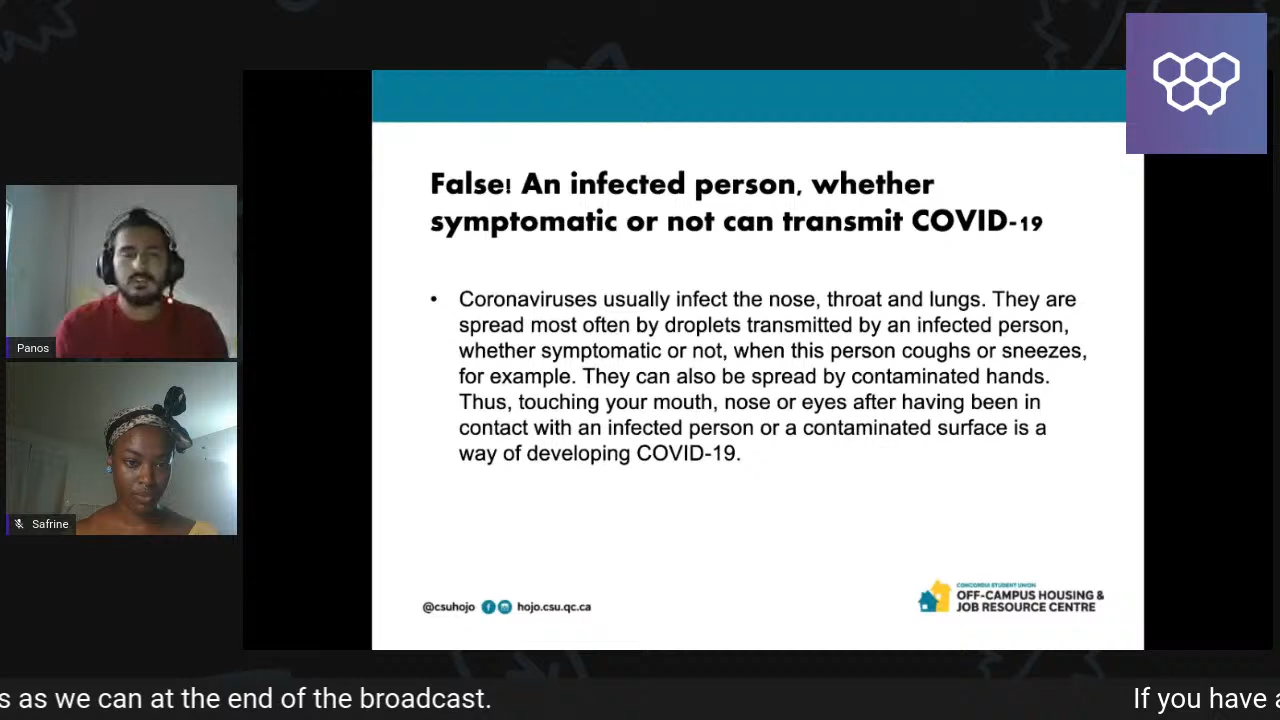 False! An infected person, whether
symptomatic or not can transmit COVID-19
• Coronaviruses usually infect the nose, throat and lungs. They are
spread most often by droplets transmitted by an infected person,
whether symptomatic or not, when this person coughs or sneezes,
for example. They can also be spread by contaminated hands.
Thus, touching your mouth, nose or eyes after having been in
contact with an infected person or a contaminated surface is a
way of developing COVID-19.
Panos
Safrine
@csuhojo hojo.csu.qc.ca
CONCORDIA STUDENT UNION
OFF-CAMPUS HOUSING &
JOB RESOURCE CENTRE
s as we can at the end of the broadcast. If you have a